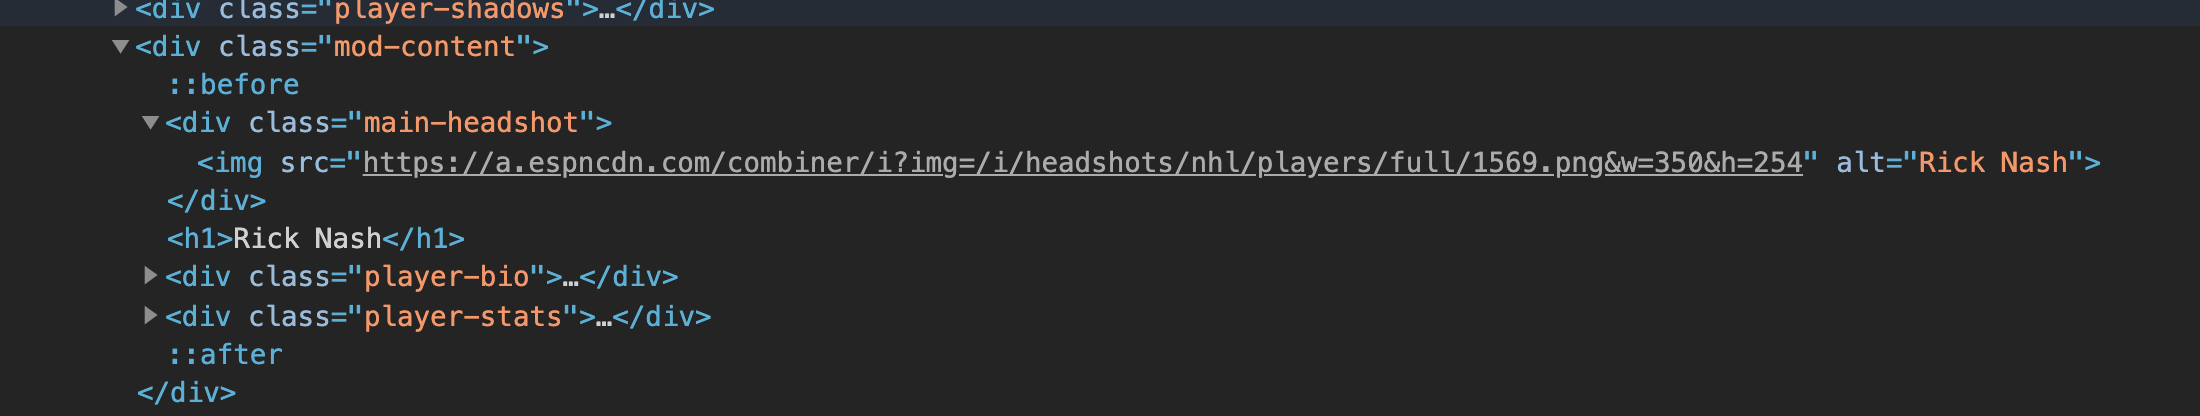 <div class="player-shadows">…</div>
<div class="mod-content">
::before
<div class="main-headshot">
<img src="https://a.espncdn.com/combiner/i?img=/i/headshots/nhl/players/full/1569.png&w=350&h=254" alt="Rick Nash">
</div>
<h1>Rick Nash</h1>
<div class="player-bio">…</div>
<div class="player-stats">…</div>
::after
</div>